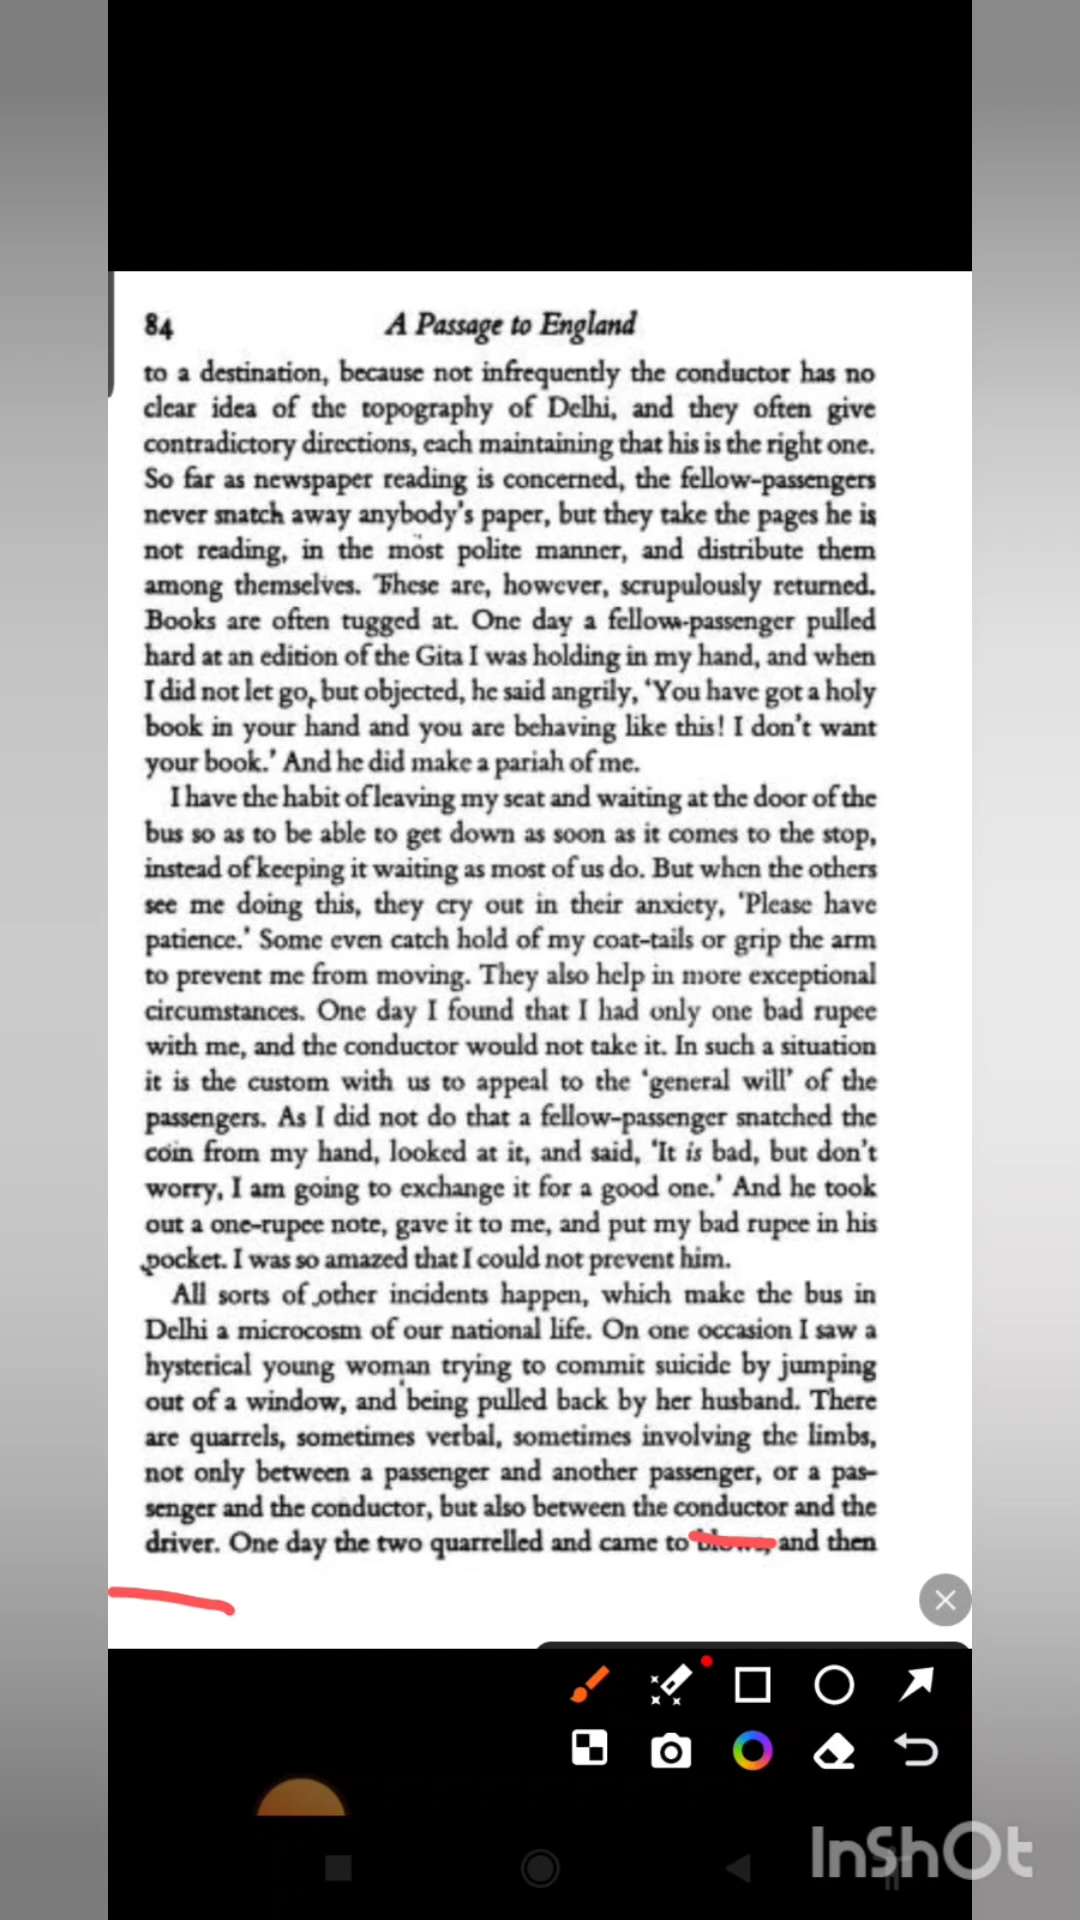 84 A Passage to England
to a destination, because not infrequently the conductor has no
clear idea of the topography of Delhi, and they often give
contradictory directions, each maintaining that his is the right one.
So far as newspaper reading is concerned, the fellow-passengers
never snatch away anybody's paper, but they take the pages he is
not reading, in the most polite manner, and distribute them
among themselves. These are, however, scrupulously returned.
Books are often tugged at. One day a fellow-passenger pulled
hard at an edition of the Gita I was holding in my hand, and when
I did not let go, but objected, he said angrily, 'You have got a holy
book in your hand and you are behaving like this! I don't want
your book.' And he did make a pariah of me.
I have the habit of leaving my seat and waiting at the door of the
bus so as to be able to get down as soon as it comes to the stop,
instead of keeping it waiting as most of us do. But when the others
see me doing this, they cry out in their anxiety, 'Please have
patience.' Some even catch hold of my coat-tails or grip the arm
to prevent me from moving. They also help in more exceptional
circumstances. One day I found that I had only one bad rupee
with me, and the conductor would not take it. In such a situation
it is the custom with us to appeal to the 'general will' of the
passengers. As I did not do that a fellow-passenger snatched the
coin from my hand, looked at it, and said, 'It is bad, but don't
worry, I am going to exchange it for a good one.' And he took
out a one-rupee note, gave it to me, and put my bad rupee in his
pocket. I was so amazed that I could not prevent him.
All sorts of other incidents happen, which make the bus in
Delhi a microcosm of our national life. On one occasion I saw a
hysterical young woman trying to commit suicide by jumping
out of a window, and being pulled back by her husband. There
are quarrels, sometimes verbal, sometimes involving the limbs,
not only between a passenger and another passenger, or a pas-
senger and the conductor, but also between the conductor and the
driver. One day the two quarrelled and came to blows, and then
InShOt